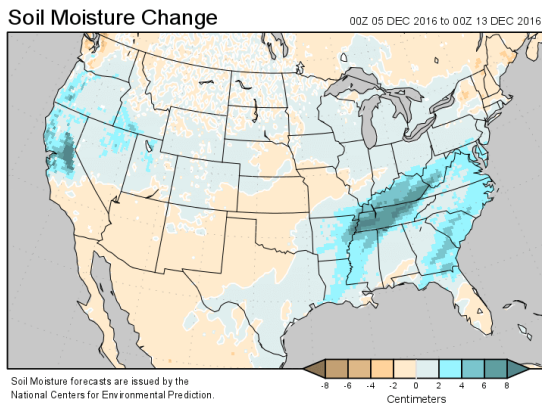 Soil Moisture Change
00Z 05 DEC 2016 to 00Z 13 DEC 2016
Soil Moisture forecasts are issued by the
National Centers for Environmental Prediction.
-8 -6 -4 -2 0 2 4 6 8
Centimeters